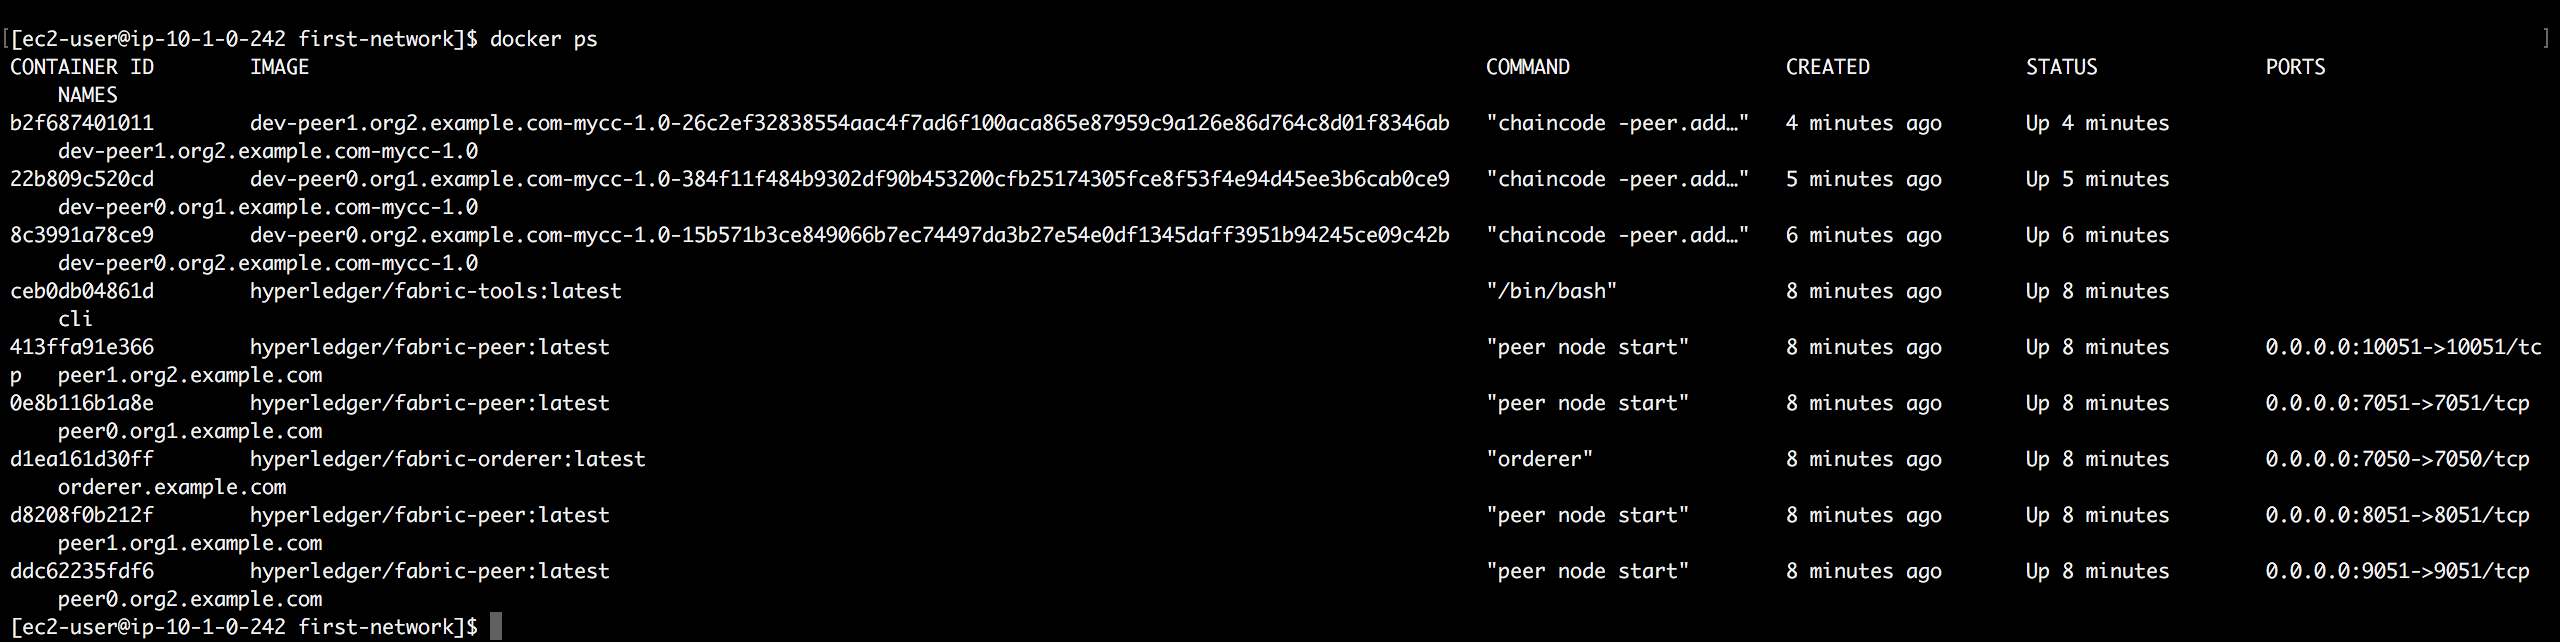 [[ec2-user@ip-10-1-0-242 first-network]$ docker ps ]
CONTAINER ID        IMAGE                                                                                                  COMMAND                  CREATED             STATUS              PORTS
    NAMES
b2f687401011        dev-peer1.org2.example.com-mycc-1.0-26c2ef32838554aac4f7ad6f100aca865e87959c9a126e86d764c8d01f8346ab   "chaincode -peer.add…"   4 minutes ago       Up 4 minutes
    dev-peer1.org2.example.com-mycc-1.0
22b809c520cd        dev-peer0.org1.example.com-mycc-1.0-384f11f484b9302df90b453200cfb25174305fce8f53f4e94d45ee3b6cab0ce9   "chaincode -peer.add…"   5 minutes ago       Up 5 minutes
    dev-peer0.org1.example.com-mycc-1.0
8c3991a78ce9        dev-peer0.org2.example.com-mycc-1.0-15b571b3ce849066b7ec74497da3b27e54e0df1345daff3951b94245ce09c42b   "chaincode -peer.add…"   6 minutes ago       Up 6 minutes
    dev-peer0.org2.example.com-mycc-1.0
ceb0db04861d        hyperledger/fabric-tools:latest                                                                        "/bin/bash"              8 minutes ago       Up 8 minutes
    cli
413ffa91e366        hyperledger/fabric-peer:latest                                                                         "peer node start"        8 minutes ago       Up 8 minutes        0.0.0.0:10051->10051/tc
p   peer1.org2.example.com
0e8b116b1a8e        hyperledger/fabric-peer:latest                                                                         "peer node start"        8 minutes ago       Up 8 minutes        0.0.0.0:7051->7051/tcp
    peer0.org1.example.com
d1ea161d30ff        hyperledger/fabric-orderer:latest                                                                      "orderer"                8 minutes ago       Up 8 minutes        0.0.0.0:7050->7050/tcp
    orderer.example.com
d8208f0b212f        hyperledger/fabric-peer:latest                                                                         "peer node start"        8 minutes ago       Up 8 minutes        0.0.0.0:8051->8051/tcp
    peer1.org1.example.com
ddc62235fdf6        hyperledger/fabric-peer:latest                                                                         "peer node start"        8 minutes ago       Up 8 minutes        0.0.0.0:9051->9051/tcp
    peer0.org2.example.com
[ec2-user@ip-10-1-0-242 first-network]$